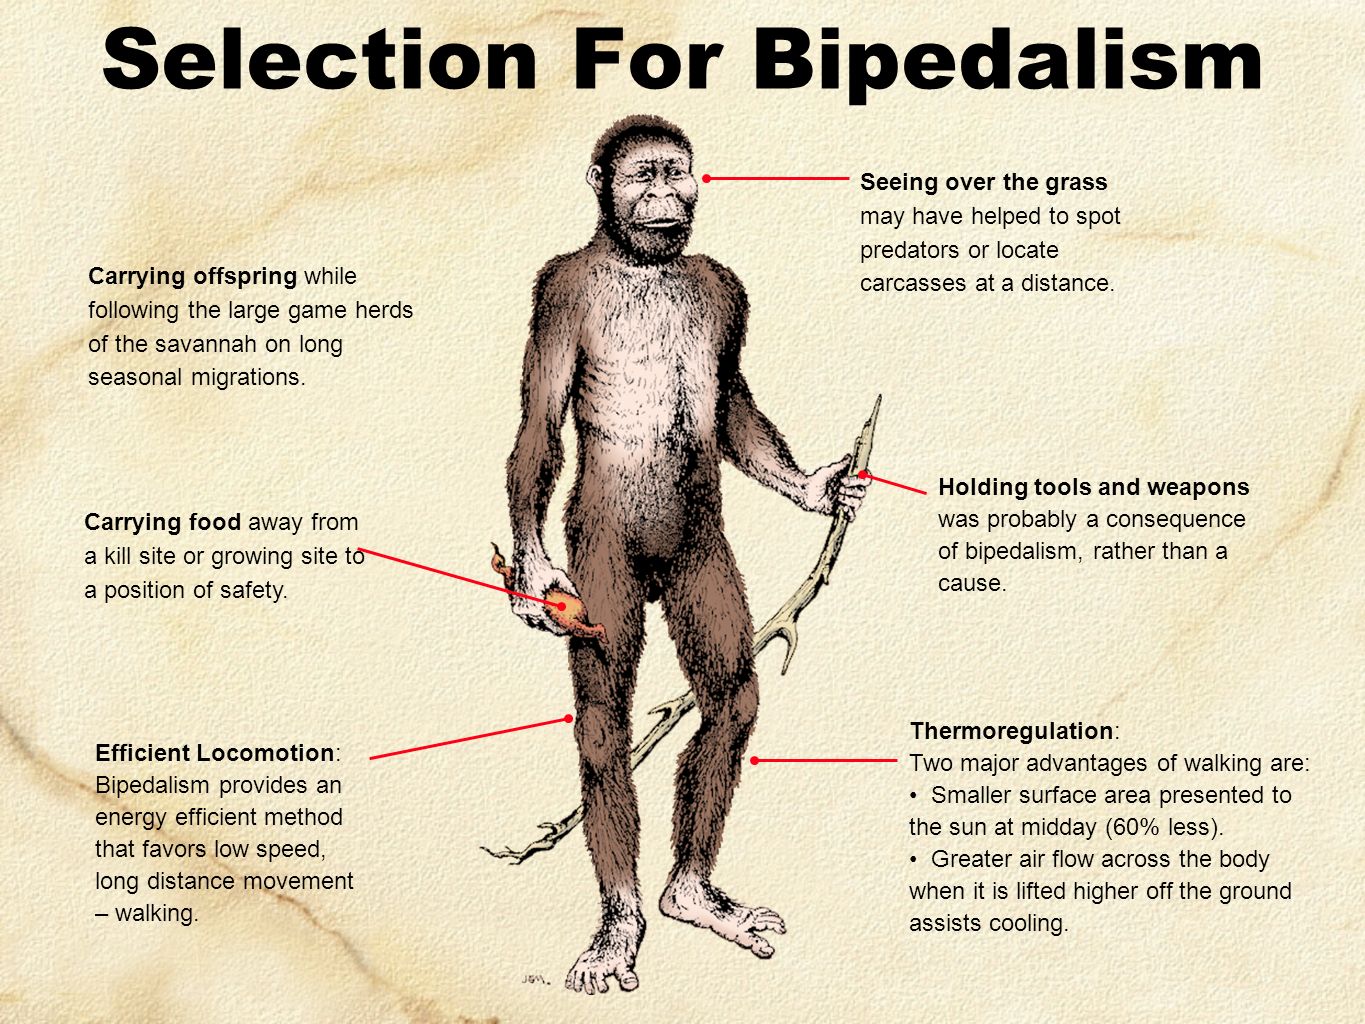 Selection For Bipedalism
Seeing over the grass
may have helped to spot
predators or locate
carcasses at a distance.
Carrying offspring while
following the large game herds
of the savannah on long
seasonal migrations.
Holding tools and weapons
was probably a consequence
of bipedalism, rather than a
cause.
Carrying food away from
a kill site or growing site to
a position of safety.
Thermoregulation:
Two major advantages of walking are:
• Smaller surface area presented to
the sun at midday (60% less).
• Greater air flow across the body
when it is lifted higher off the ground
assists cooling.
Efficient Locomotion:
Bipedalism provides an
energy efficient method
that favors low speed,
long distance movement
– walking.